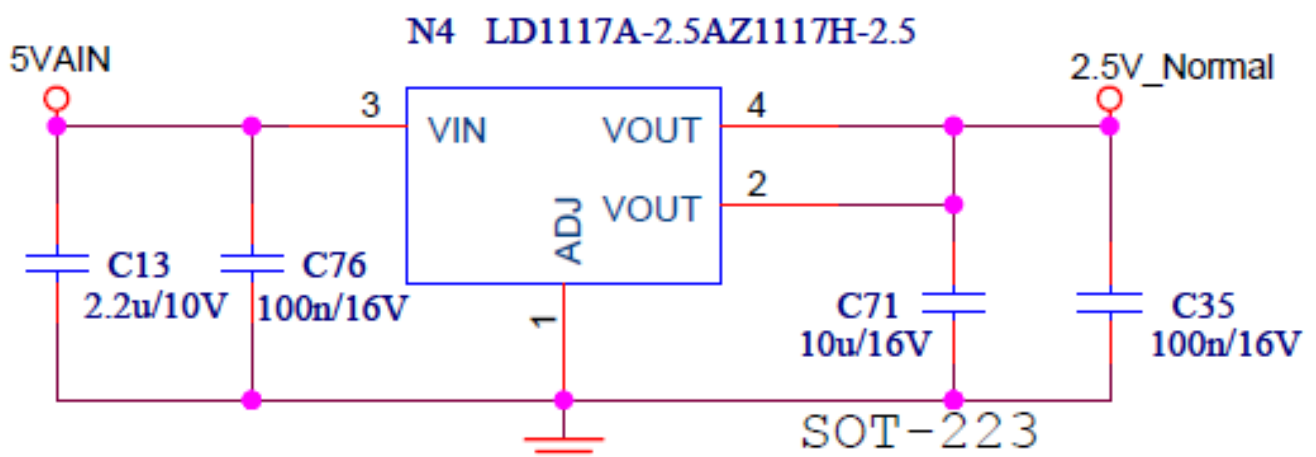 N4 LD1117A-2.5AZ1117H-2.5
5VAIN
2.5V_Normal
3
VIN
VOUT
4
VOUT
2
ADJ
1
C13
2.2u/10V
C76
100n/16V
C71
10u/16V
C35
100n/16V
SOT-223